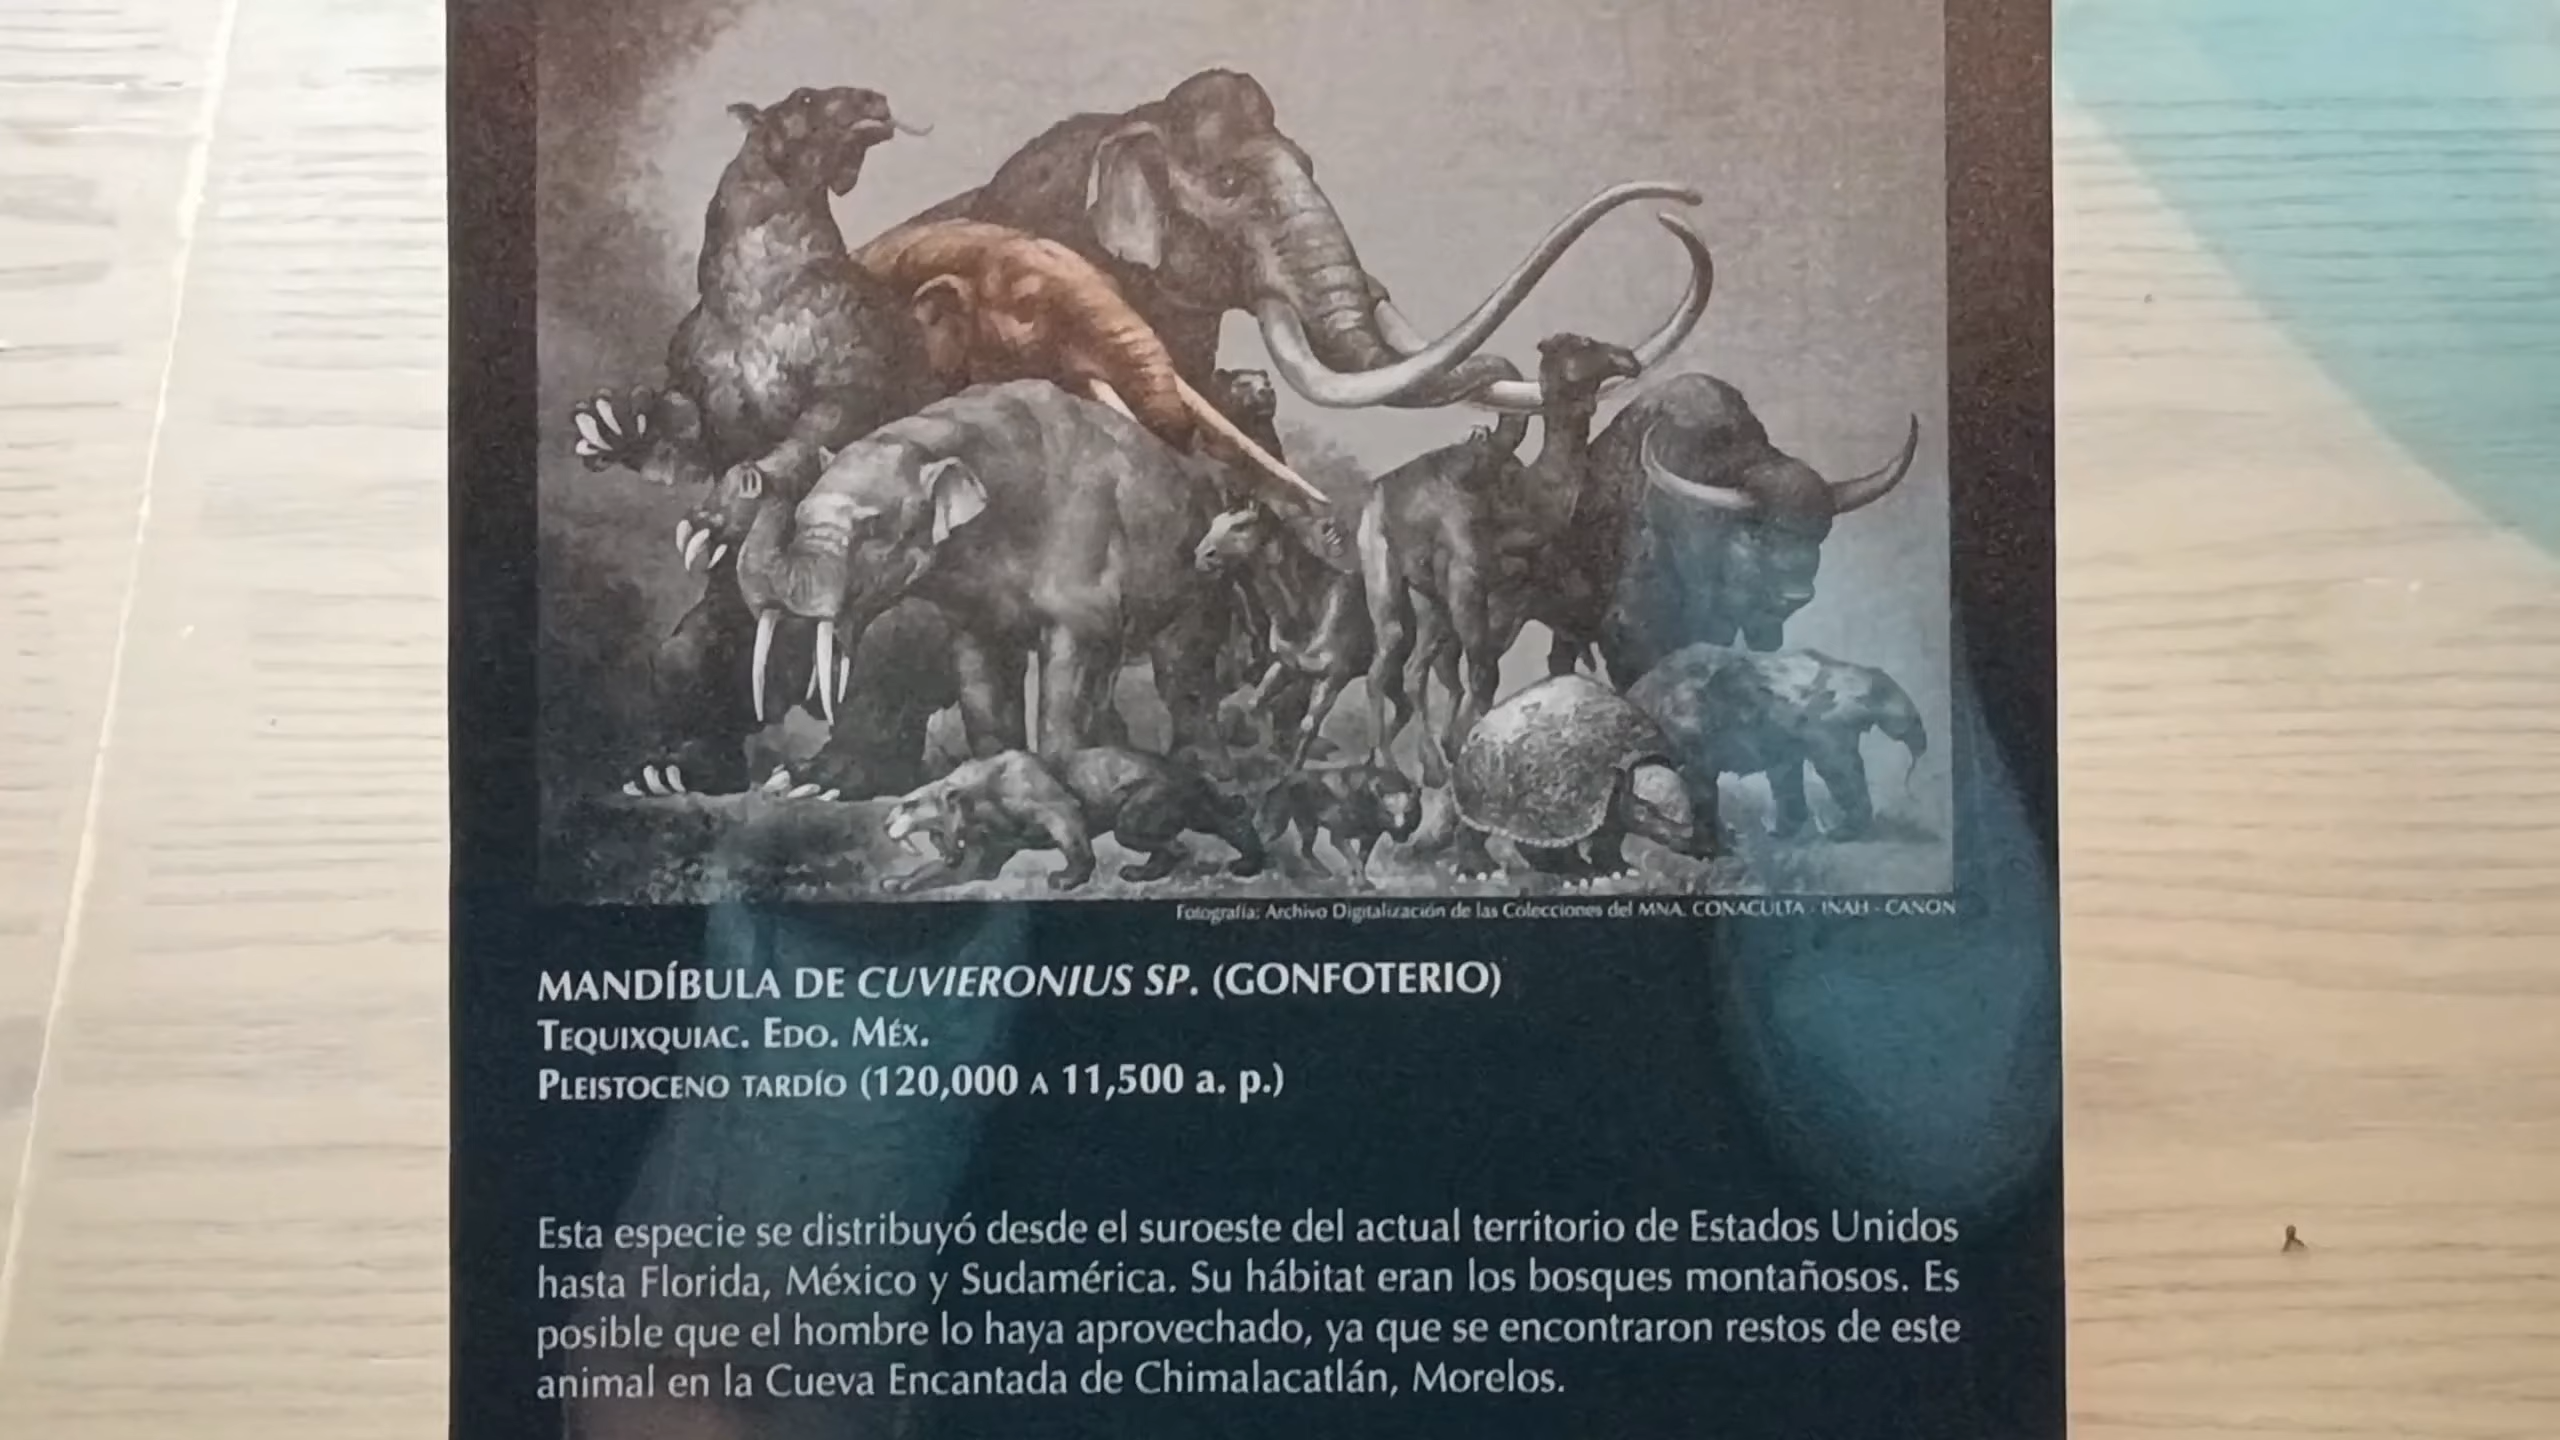 Fotografía: Archivo Digitalización de las Colecciones del MNA. CONACULTA - INAH - CANON
MANDÍBULA DE CUVIERONIUS SP. (GONFOTERIO)
TEQUIXQUIAC. EDO. MÉX.
PLEISTOCENO TARDÍO (120,000 A 11,500 a. p.)
Esta especie se distribuyó desde el suroeste del actual territorio de Estados Unidos
hasta Florida, México y Sudamérica. Su hábitat eran los bosques montañosos. Es
posible que el hombre lo haya aprovechado, ya que se encontraron restos de este
animal en la Cueva Encantada de Chimalacatlán, Morelos.